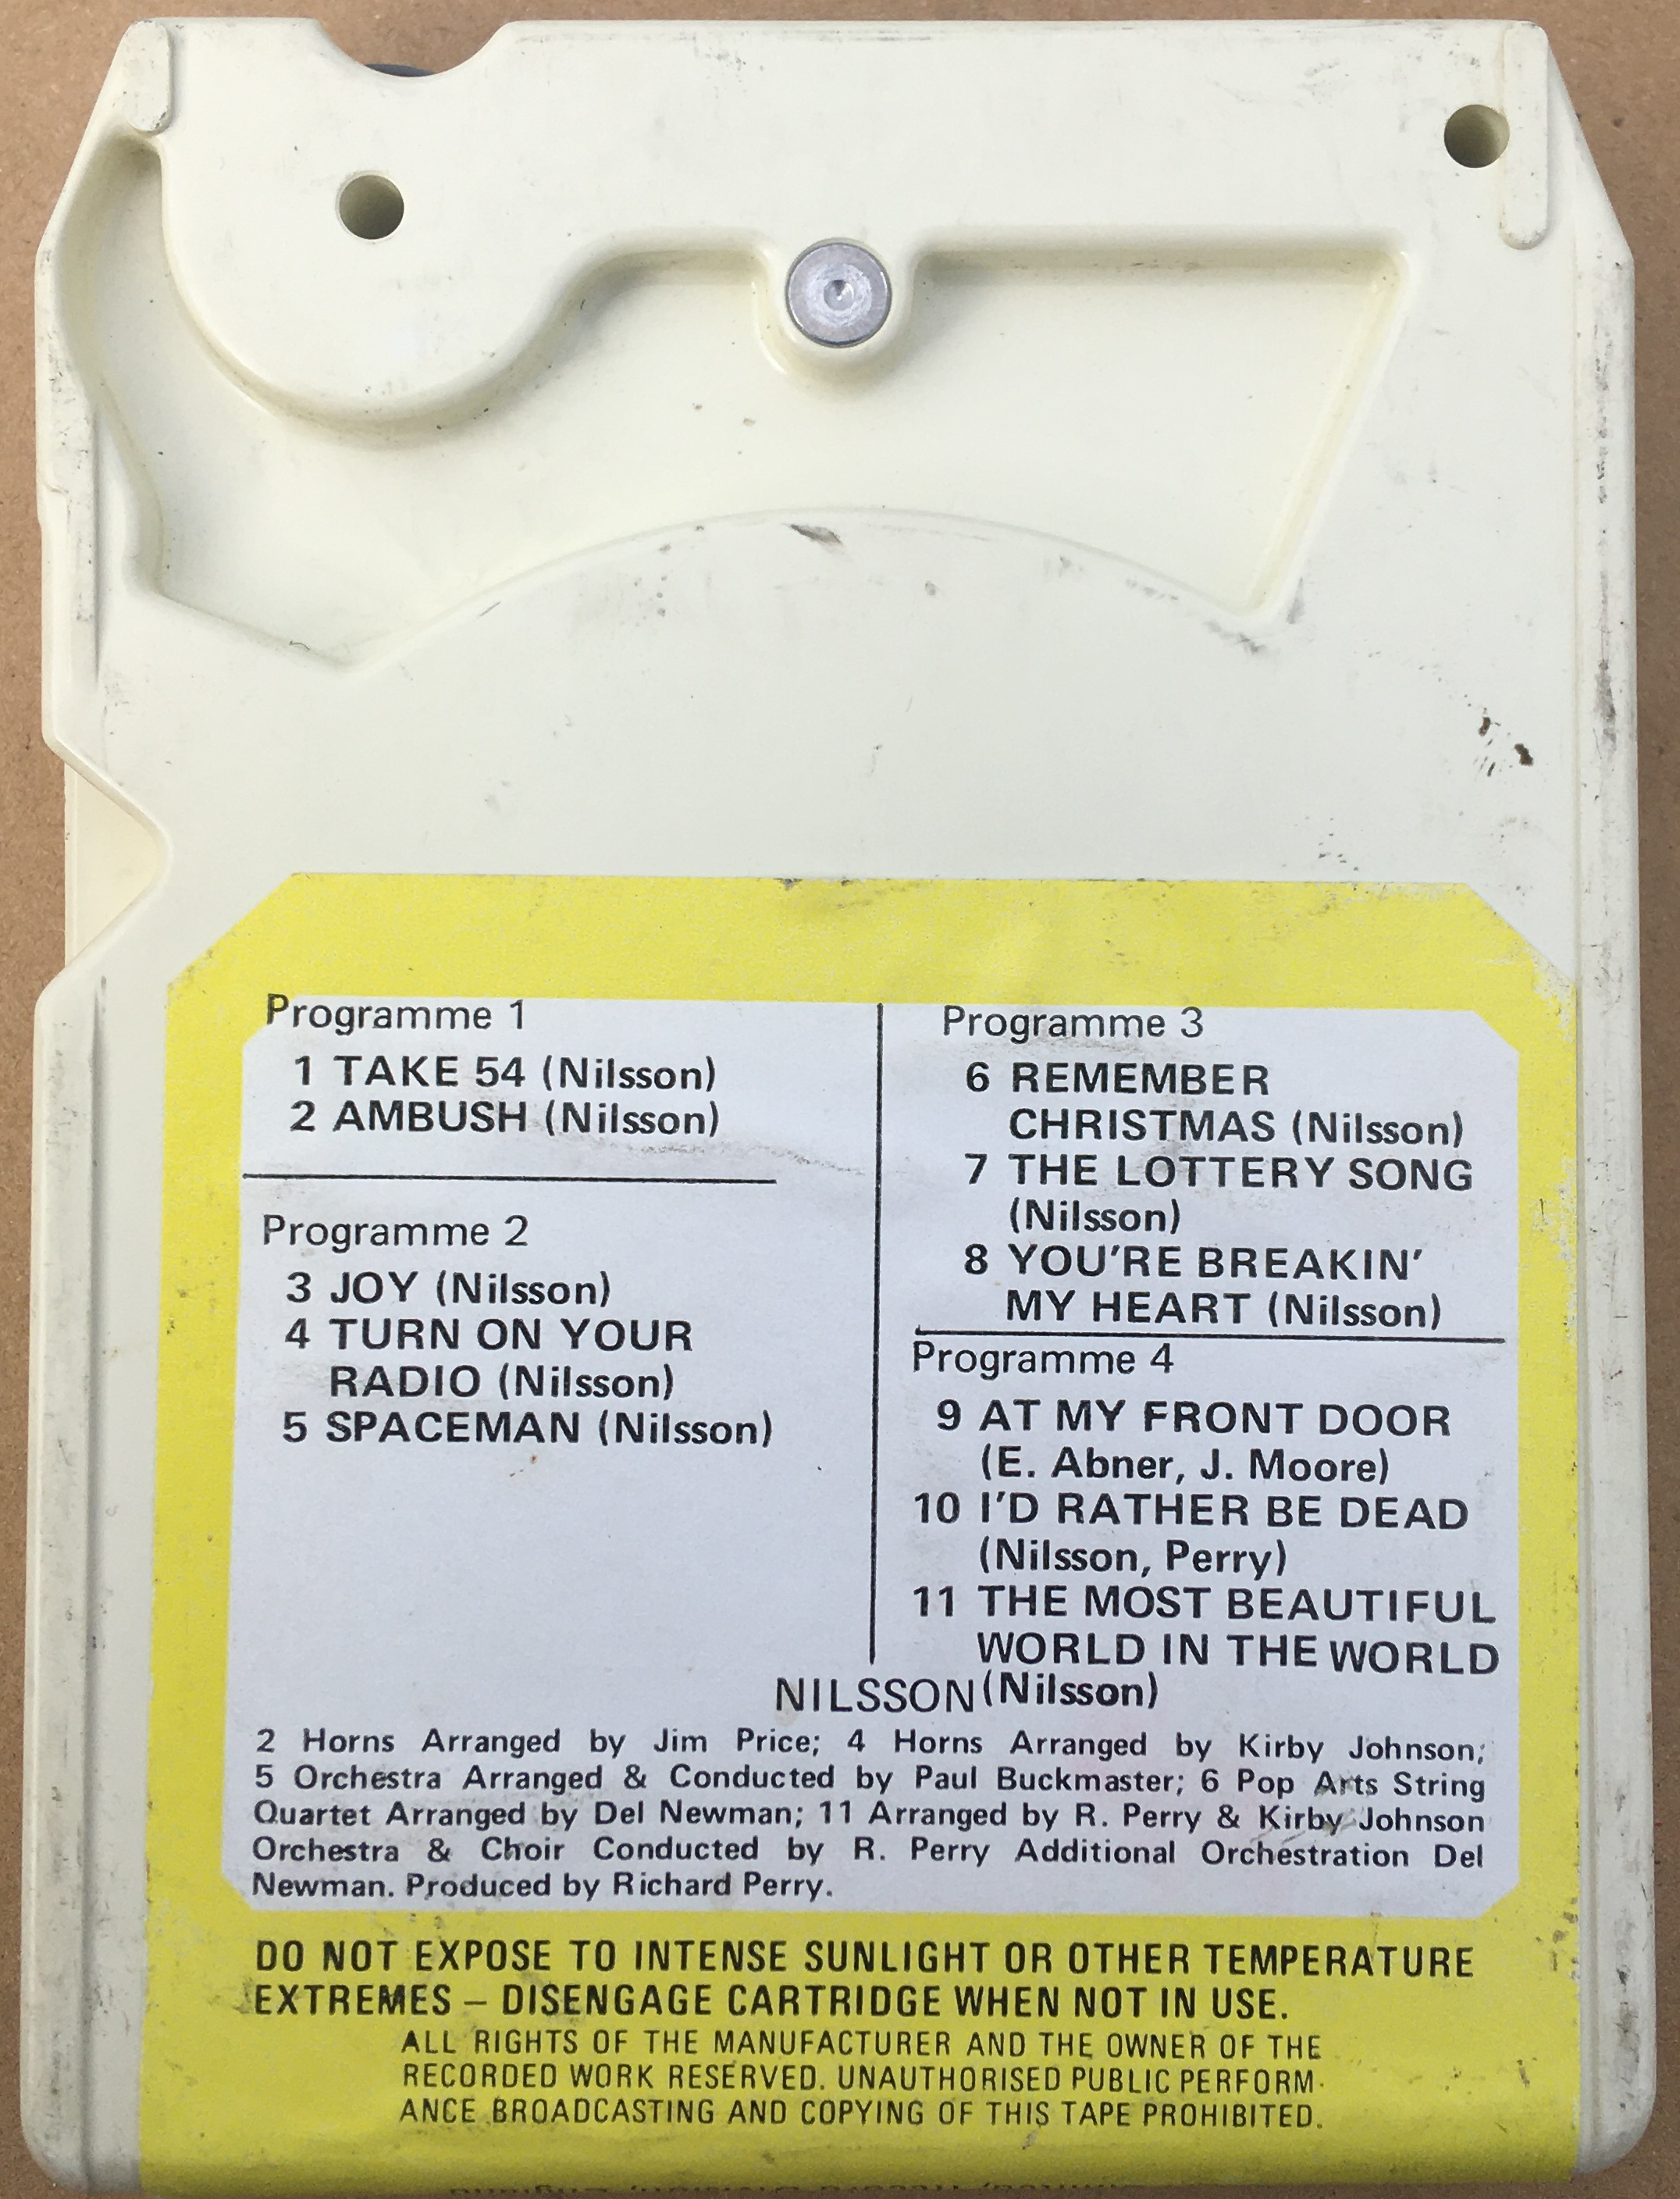 Programme 1
1 TAKE 54 (Nilsson)
2 AMBUSH (Nilsson)
Programme 2
3 JOY (Nilsson)
4 TURN ON YOUR
RADIO (Nilsson)
5 SPACEMAN (Nilsson)
Programme 3
6 REMEMBER
CHRISTMAS (Nilsson)
7 THE LOTTERY SONG
(Nilsson)
8 YOU'RE BREAKIN'
MY HEART (Nilsson)
Programme 4
9 AT MY FRONT DOOR
(E. Abner, J. Moore)
10 I'D RATHER BE DEAD
(Nilsson, Perry)
11 THE MOST BEAUTIFUL
WORLD IN THE WORLD
NILSSON (Nilsson)
2 Horns Arranged by Jim Price; 4 Horns Arranged by Kirby Johnson;
5 Orchestra Arranged & Conducted by Paul Buckmaster; 6 Pop Arts String
Quartet Arranged by Del Newman; 11 Arranged by R. Perry & Kirby Johnson
Orchestra & Choir Conducted by R. Perry Additional Orchestration Del
Newman. Produced by Richard Perry.
DO NOT EXPOSE TO INTENSE SUNLIGHT OR OTHER TEMPERATURE
EXTREMES – DISENGAGE CARTRIDGE WHEN NOT IN USE.
ALL RIGHTS OF THE MANUFACTURER AND THE OWNER OF THE
RECORDED WORK RESERVED. UNAUTHORISED PUBLIC PERFORM-
ANCE BROADCASTING AND COPYING OF THIS TAPE PROHIBITED.